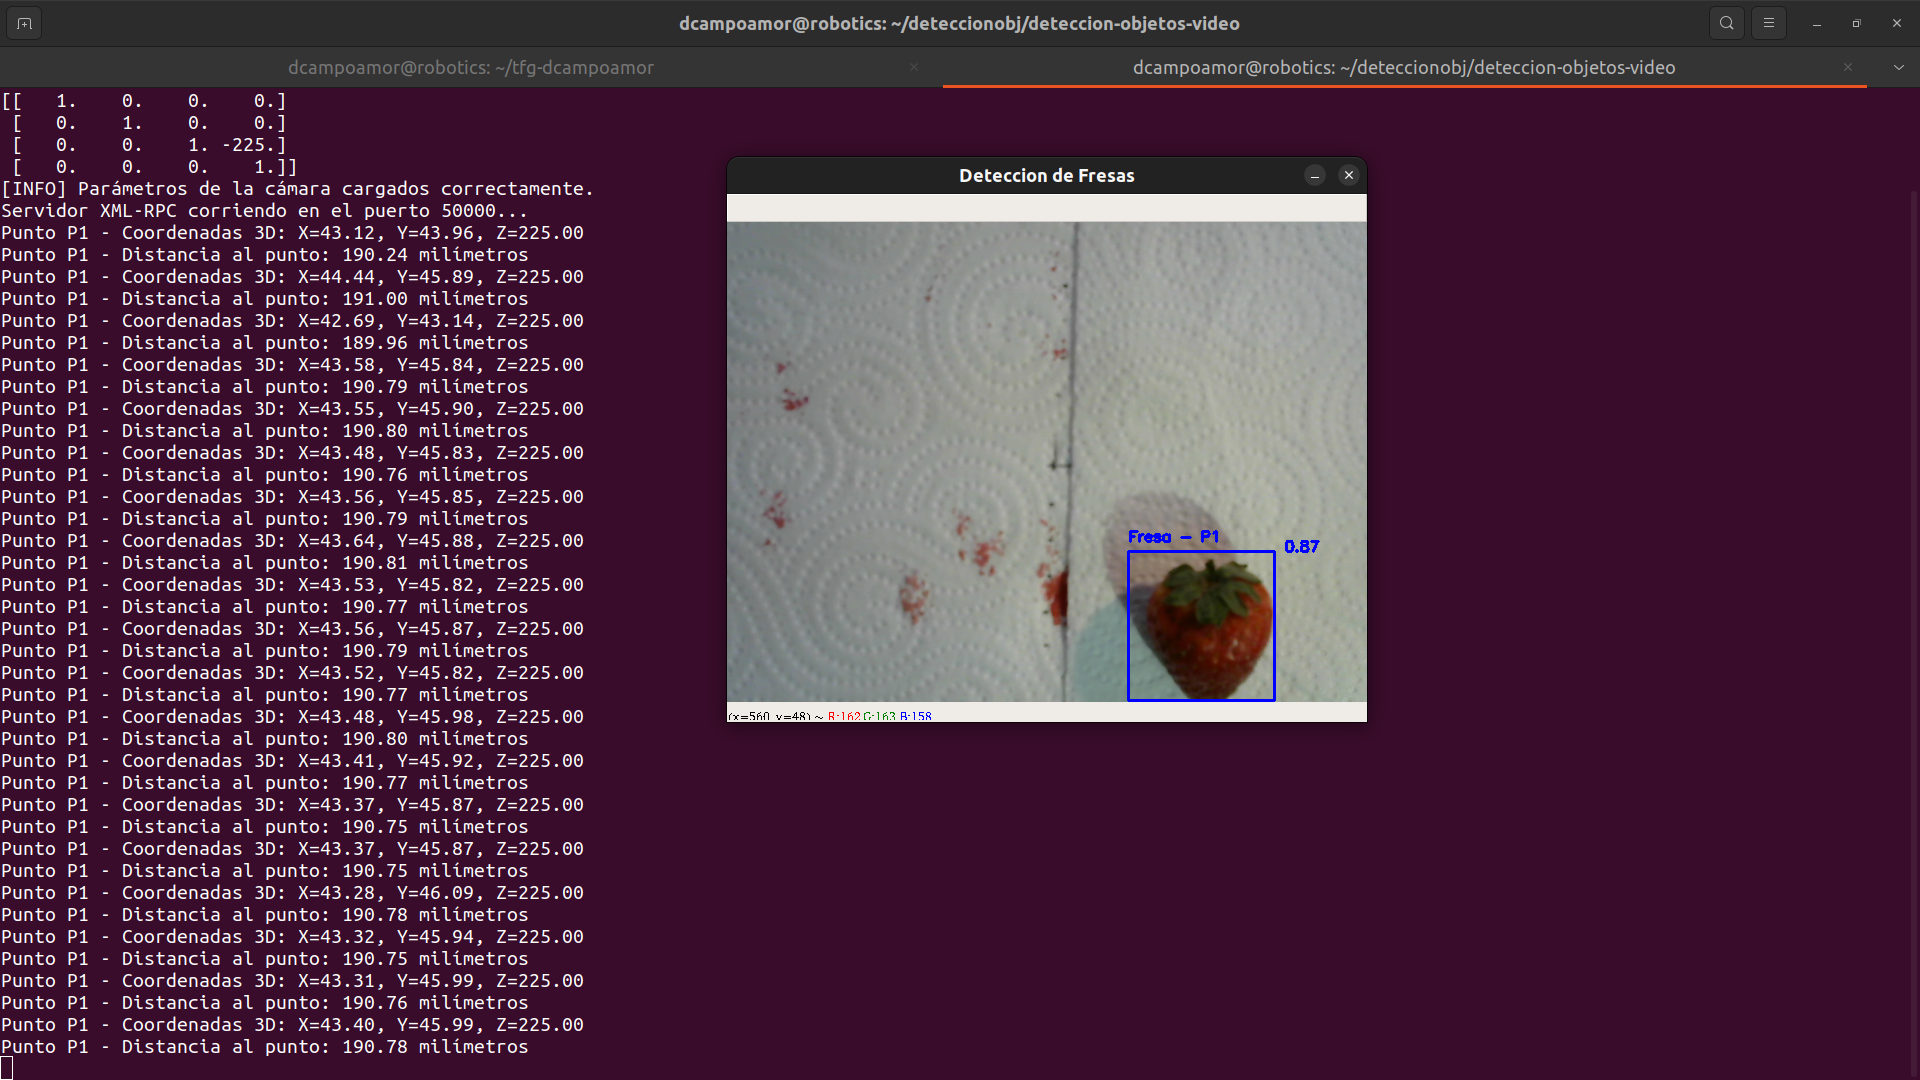 dcampoamor@robotics: ~/deteccionobj/deteccion-objetos-video
dcampoamor@robotics: ~/tfg-dcampoamor
dcampoamor@robotics: ~/deteccionobj/deteccion-objetos-video
[[   1.    0.    0.    0.]
 [   0.    1.    0.    0.]
 [   0.    0.    1. -225.]
 [   0.    0.    0.    1.]]
[INFO] Parámetros de la cámara cargados correctamente.
Servidor XML-RPC corriendo en el puerto 50000...
Punto P1 - Coordenadas 3D: X=43.12, Y=43.96, Z=225.00
Punto P1 - Distancia al punto: 190.24 milímetros
Punto P1 - Coordenadas 3D: X=44.44, Y=45.89, Z=225.00
Punto P1 - Distancia al punto: 191.00 milímetros
Punto P1 - Coordenadas 3D: X=42.69, Y=43.14, Z=225.00
Punto P1 - Distancia al punto: 189.96 milímetros
Punto P1 - Coordenadas 3D: X=43.58, Y=45.84, Z=225.00
Punto P1 - Distancia al punto: 190.79 milímetros
Punto P1 - Coordenadas 3D: X=43.55, Y=45.90, Z=225.00
Punto P1 - Distancia al punto: 190.80 milímetros
Punto P1 - Coordenadas 3D: X=43.48, Y=45.83, Z=225.00
Punto P1 - Distancia al punto: 190.76 milímetros
Punto P1 - Coordenadas 3D: X=43.56, Y=45.85, Z=225.00
Punto P1 - Distancia al punto: 190.79 milímetros
Punto P1 - Coordenadas 3D: X=43.64, Y=45.88, Z=225.00
Punto P1 - Distancia al punto: 190.81 milímetros
Punto P1 - Coordenadas 3D: X=43.53, Y=45.82, Z=225.00
Punto P1 - Distancia al punto: 190.77 milímetros
Punto P1 - Coordenadas 3D: X=43.56, Y=45.87, Z=225.00
Punto P1 - Distancia al punto: 190.79 milímetros
Punto P1 - Coordenadas 3D: X=43.52, Y=45.82, Z=225.00
Punto P1 - Distancia al punto: 190.77 milímetros
Punto P1 - Coordenadas 3D: X=43.48, Y=45.98, Z=225.00
Punto P1 - Distancia al punto: 190.80 milímetros
Punto P1 - Coordenadas 3D: X=43.41, Y=45.92, Z=225.00
Punto P1 - Distancia al punto: 190.77 milímetros
Punto P1 - Coordenadas 3D: X=43.37, Y=45.87, Z=225.00
Punto P1 - Distancia al punto: 190.75 milímetros
Punto P1 - Coordenadas 3D: X=43.37, Y=45.87, Z=225.00
Punto P1 - Distancia al punto: 190.75 milímetros
Punto P1 - Coordenadas 3D: X=43.28, Y=46.09, Z=225.00
Punto P1 - Distancia al punto: 190.78 milímetros
Punto P1 - Coordenadas 3D: X=43.32, Y=45.94, Z=225.00
Punto P1 - Distancia al punto: 190.75 milímetros
Punto P1 - Coordenadas 3D: X=43.31, Y=45.99, Z=225.00
Punto P1 - Distancia al punto: 190.76 milímetros
Punto P1 - Coordenadas 3D: X=43.40, Y=45.99, Z=225.00
Punto P1 - Distancia al punto: 190.78 milímetros
Deteccion de Fresas
Fresa - P1
0.87
(x=560, y=48) ~ R:162 G:163 B:158